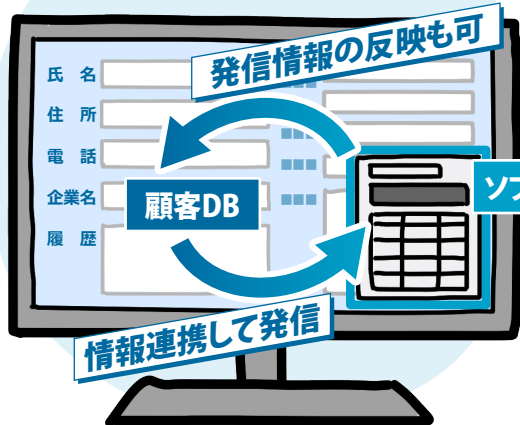 発信情報の反映も可
氏 名
住 所
電 話
企業名
履 歴
顧客DB
ソフ
情報連携して発信